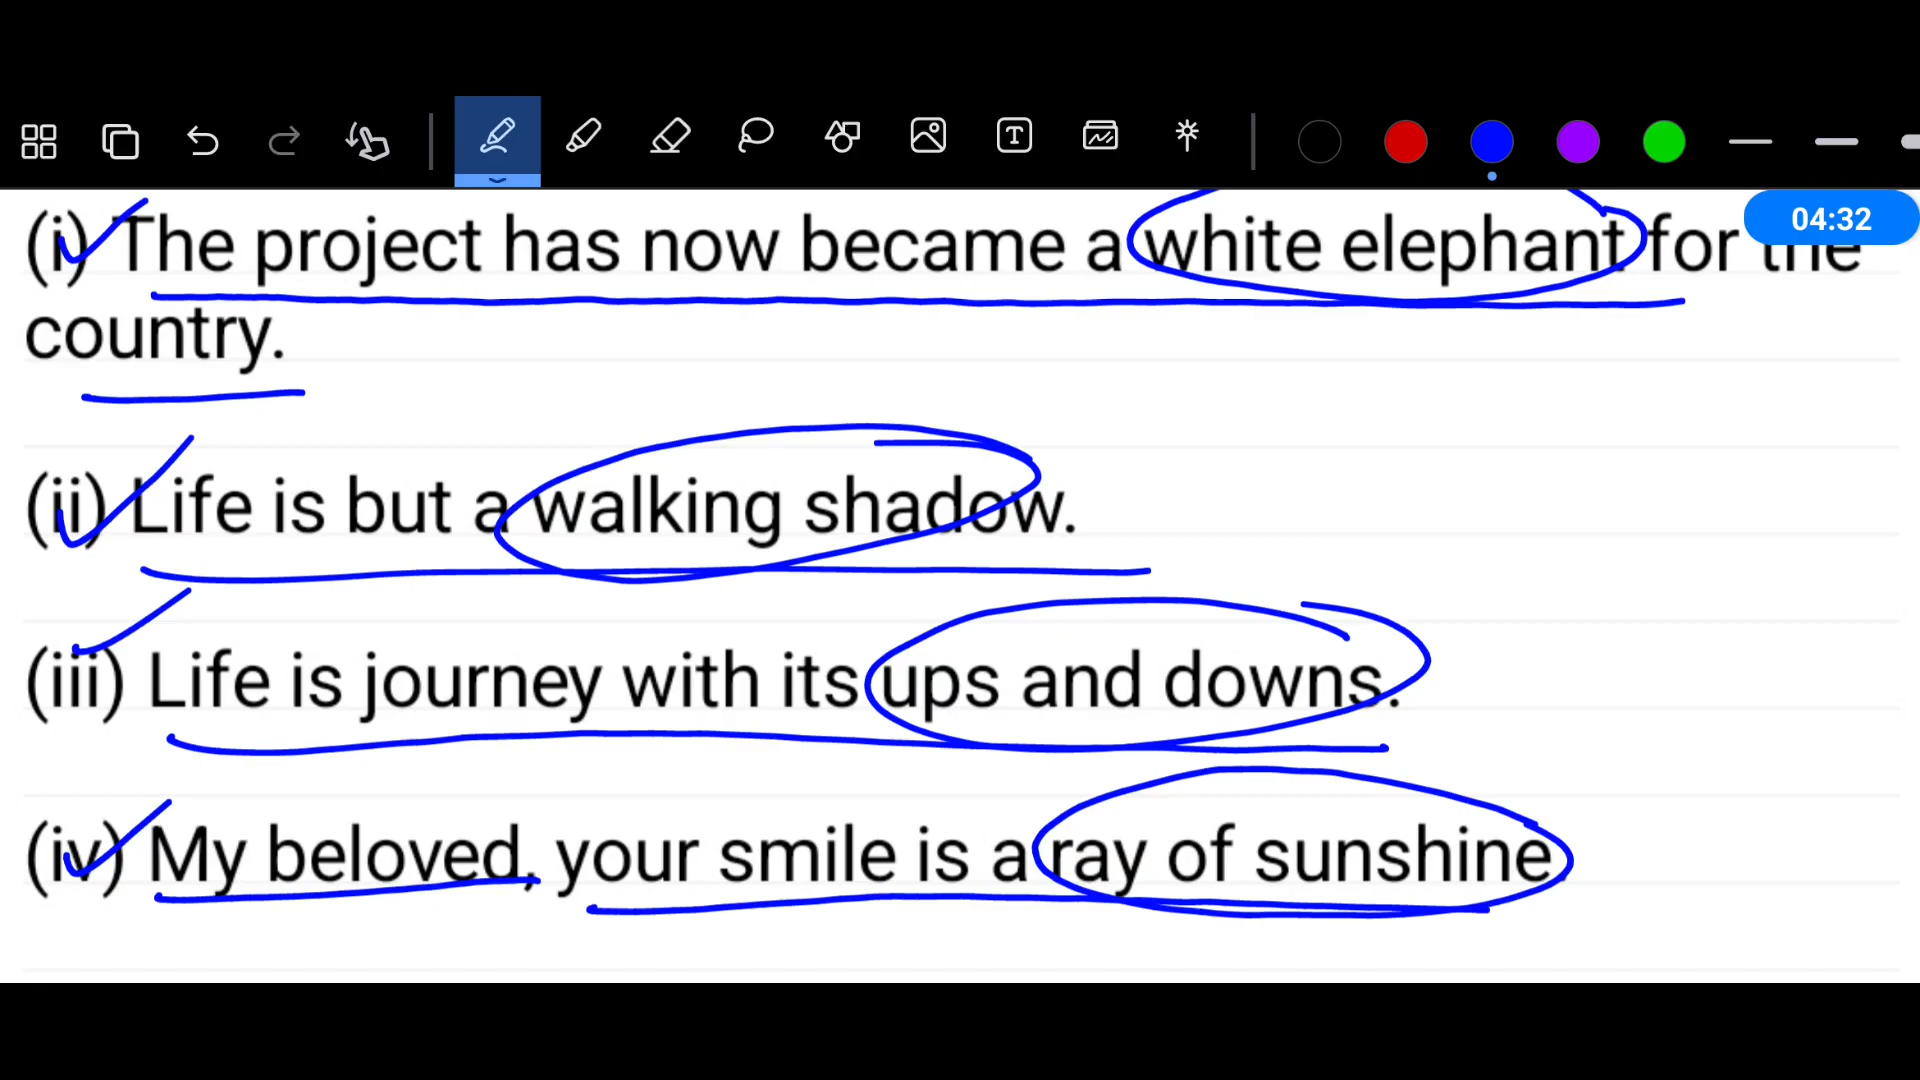 04:32
(i) The project has now became a white elephant for the
country.
(ii) Life is but a walking shadow.
(iii) Life is journey with its ups and downs.
(iv) My beloved, your smile is a ray of sunshine.